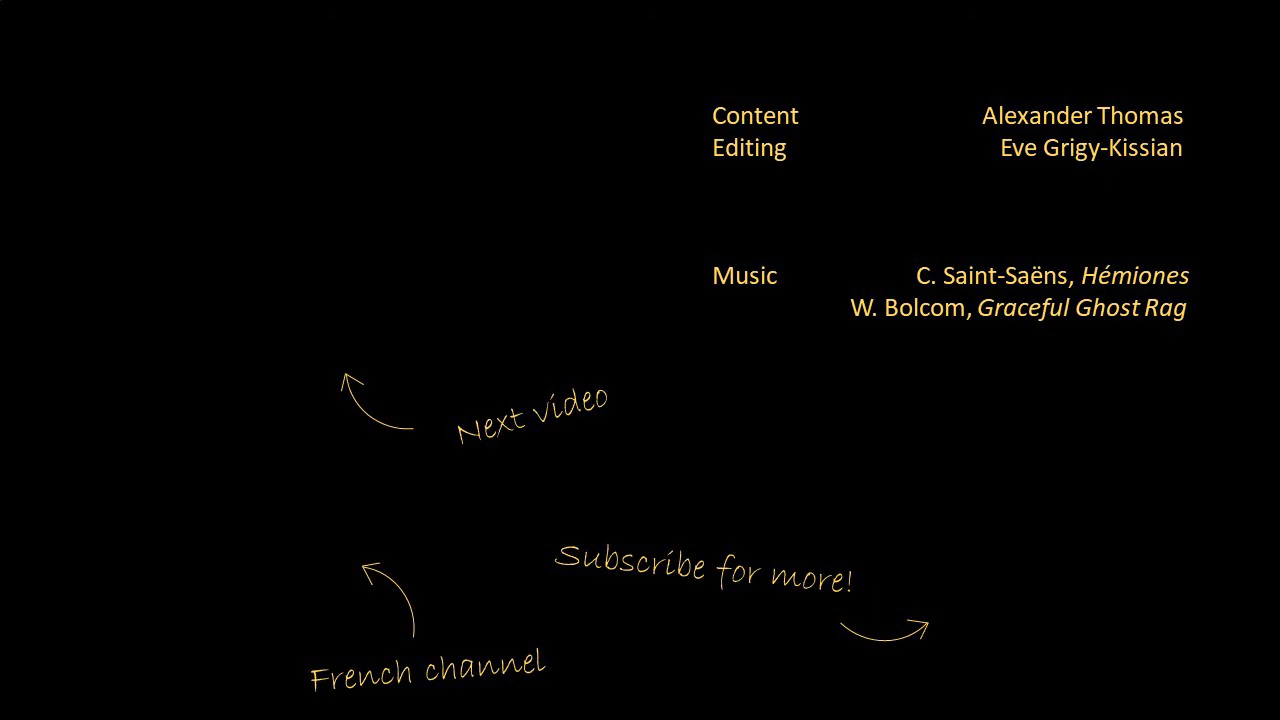 Content Alexander Thomas
Editing Eve Grigy-Kissian
Music C. Saint-Saëns, Hémiones
W. Bolcom, Graceful Ghost Rag
Next video
Subscribe for more!
French channel